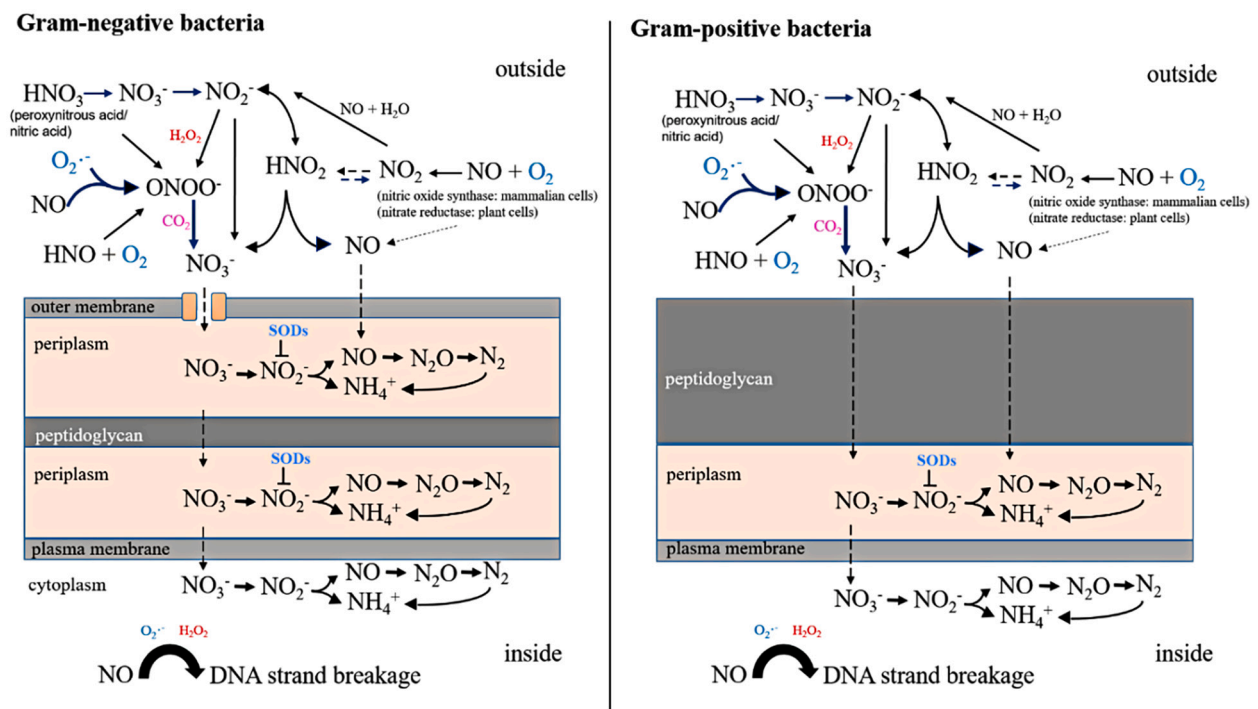 Gram-negative bacteria
outside
HNO₃ → NO₃⁻ → NO₂⁻
(peroxynitrous acid/
nitric acid)
NO + H₂O
H₂O₂
O₂·⁻
HNO₂
NO₂ ← NO + O₂
ONOO⁻
(nitric oxide synthase: mammalian cells)
(nitrate reductase: plant cells)
NO
CO₂
HNO + O₂
NO
NO₃⁻
outer membrane
SODs
periplasm
NO₃⁻ → NO₂⁻
NO → N₂O → N₂
NH₄⁺
peptidoglycan
SODs
periplasm
NO₃⁻ → NO₂⁻
NO → N₂O → N₂
NH₄⁺
plasma membrane
cytoplasm
NO₃⁻ → NO₂⁻
NO → N₂O → N₂
NH₄⁺
O₂·⁻ H₂O₂
inside
NO DNA strand breakage
Gram-positive bacteria
outside
HNO₃ → NO₃⁻ → NO₂⁻
(peroxynitrous acid/
nitric acid)
NO + H₂O
H₂O₂
O₂·⁻
HNO₂
NO₂ ← NO + O₂
ONOO⁻
(nitric oxide synthase: mammalian cells)
(nitrate reductase: plant cells)
NO
CO₂
HNO + O₂
NO
NO₃⁻
peptidoglycan
SODs
periplasm
NO₃⁻ → NO₂⁻
NO → N₂O → N₂
NH₄⁺
plasma membrane
NO₃⁻ → NO₂⁻
NO → N₂O → N₂
NH₄⁺
O₂·⁻ H₂O₂
inside
NO DNA strand breakage